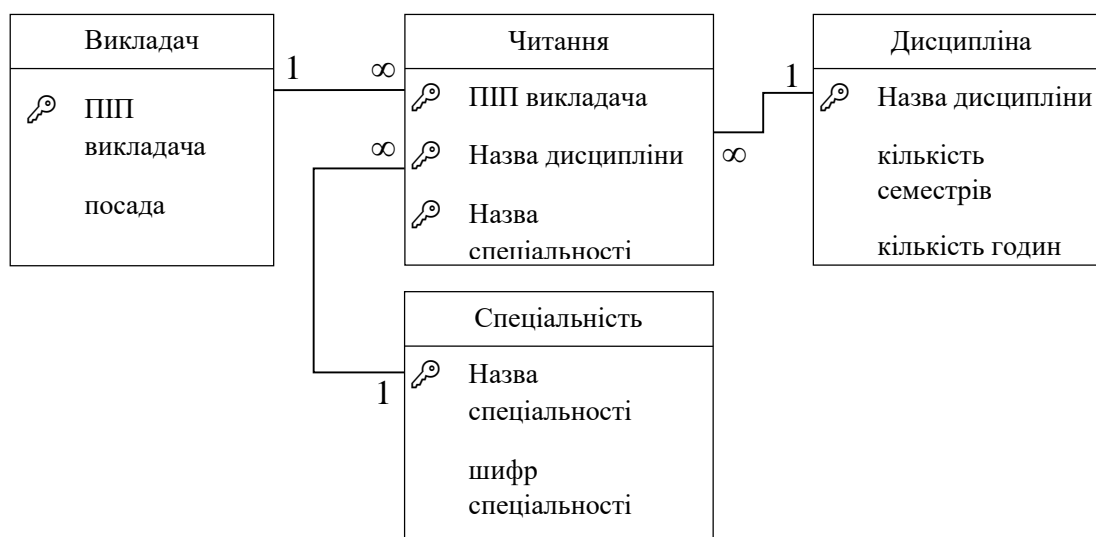 Викладач
1
ПІП
викладача
посада
Читання
∞
ПІП викладача
∞
Назва дисципліни
Назва
спеціальності
Дисципліна
1
Назва дисципліни
∞
кількість
семестрів
кількість годин
Спеціальність
1
Назва
спеціальності
шифр
спеціальності